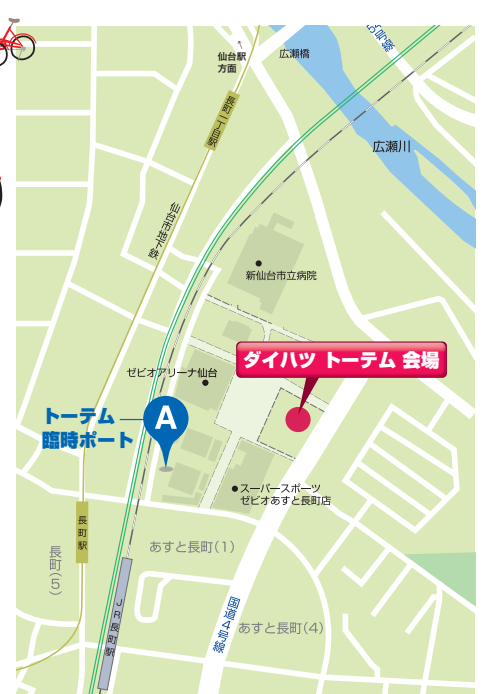 仙台駅
方面
広瀬橋
号線
長町一丁目駅
広瀬川
仙台市地下鉄
新仙台市立病院
ダイハツ トーテム 会場
ゼビオアリーナ仙台
トーテム
臨時ポート
A
スーパースポーツ
ゼビオあすと長町店
長町駅
長町(5)
あすと長町(1)
JR長町駅
国道4号線
あすと長町(4)